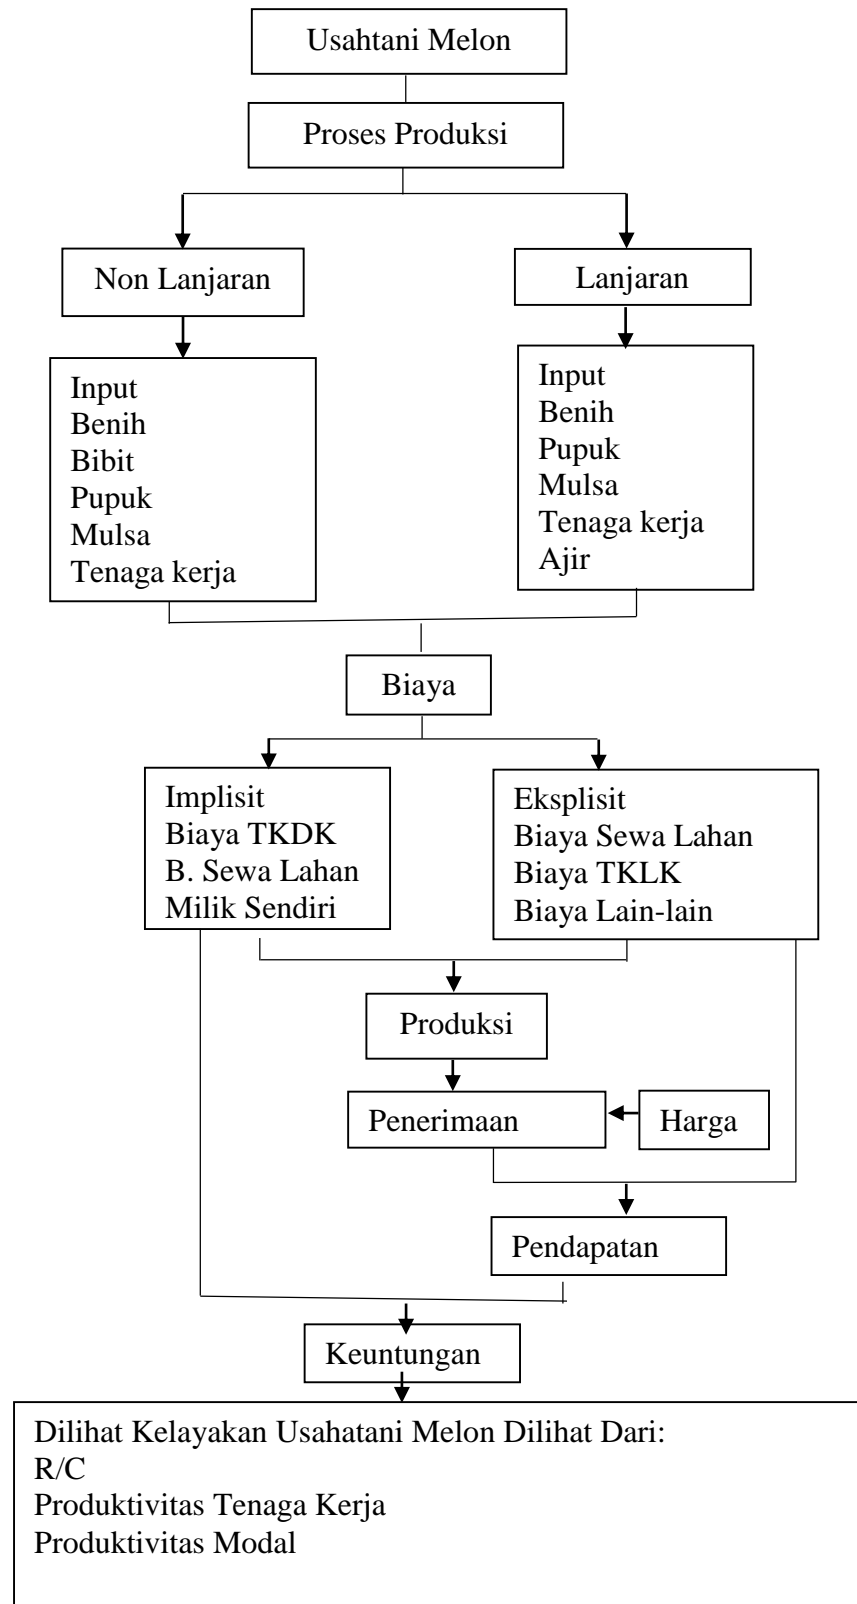 Usahtani Melon
Proses Produksi
Non Lanjaran
Lanjaran
Input
Benih
Bibit
Pupuk
Mulsa
Tenaga kerja
Input
Benih
Pupuk
Mulsa
Tenaga kerja
Ajir
Biaya
Implisit
Biaya TKDK
B. Sewa Lahan
Milik Sendiri
Eksplisit
Biaya Sewa Lahan
Biaya TKLK
Biaya Lain-lain
Produksi
Penerimaan
Harga
Pendapatan
Keuntungan
Dilihat Kelayakan Usahatani Melon Dilihat Dari:
R/C
Produktivitas Tenaga Kerja
Produktivitas Modal